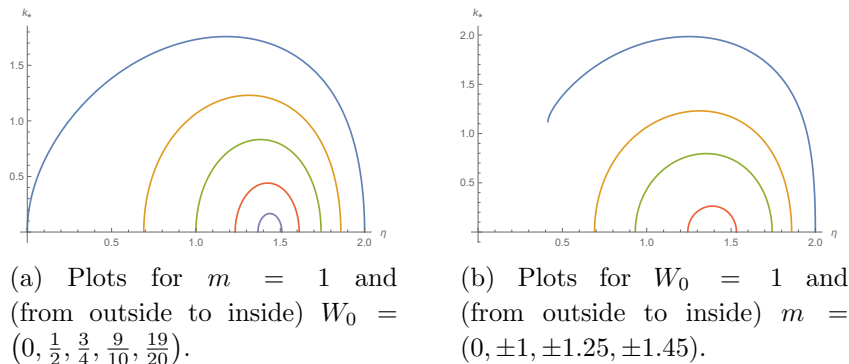 k*
1.5
1.0
0.5
0.5
1.0
1.5
2.0
η
(a) Plots for m = 1 and
(from outside to inside) W₀ =
(0, 1/2, 3/4, 9/10, 19/20).
k*
2.0
1.5
1.0
0.5
0.5
1.0
1.5
2.0
η
(b) Plots for W₀ = 1 and
(from outside to inside) m =
(0, ±1, ±1.25, ±1.45).